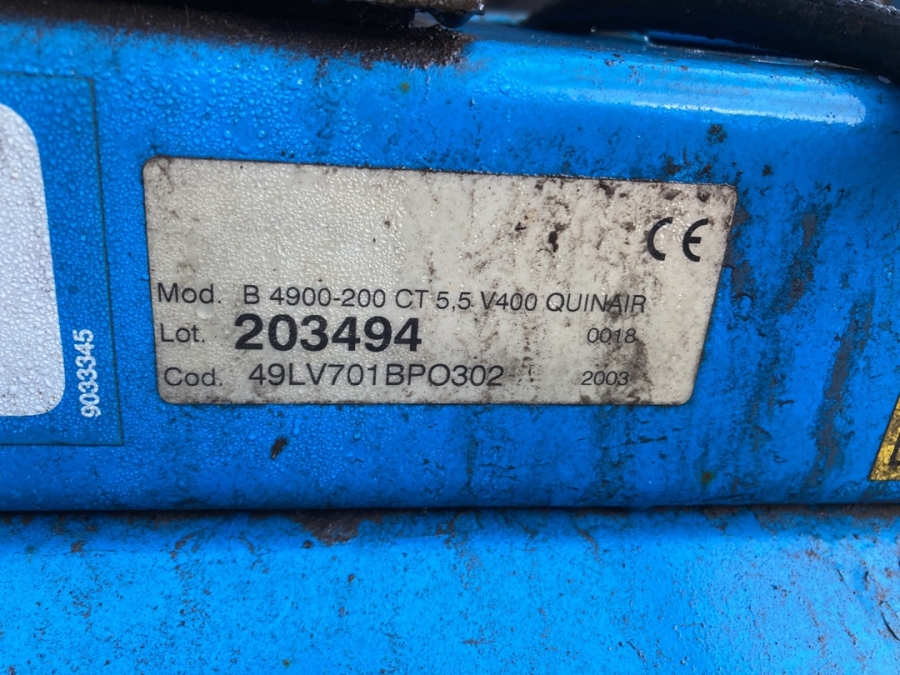 CE
Mod. B 4900-200 CT 5,5 V400 QUINAIR
Lot. 203494 0018
Cod. 49LV701BPO302 2003
9033345